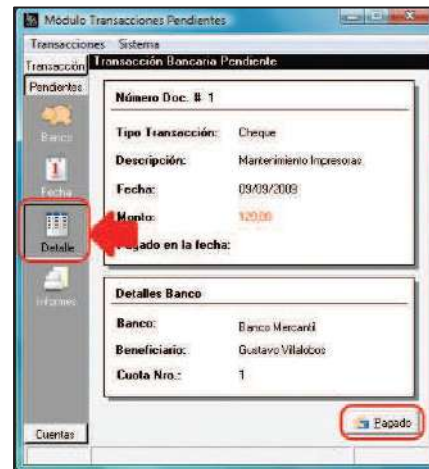 Módulo Transacciones Pendientes
Transacciones Sistema
Transacción
Transacción Bancaria Pendiente
Pendientes
Banco
Fecha
Detalle
Informes
Cuentas
Número Doc. # 1
Tipo Transacción: Cheque
Descripción: Mantenimiento Impresoras
Fecha: 09/09/2009
Monto: 120,00
Pagado en la fecha:
Detalles Banco
Banco: Banco Mercantil
Beneficiario: Gustavo Villalobos
Cuota Nro.: 1
Pagado